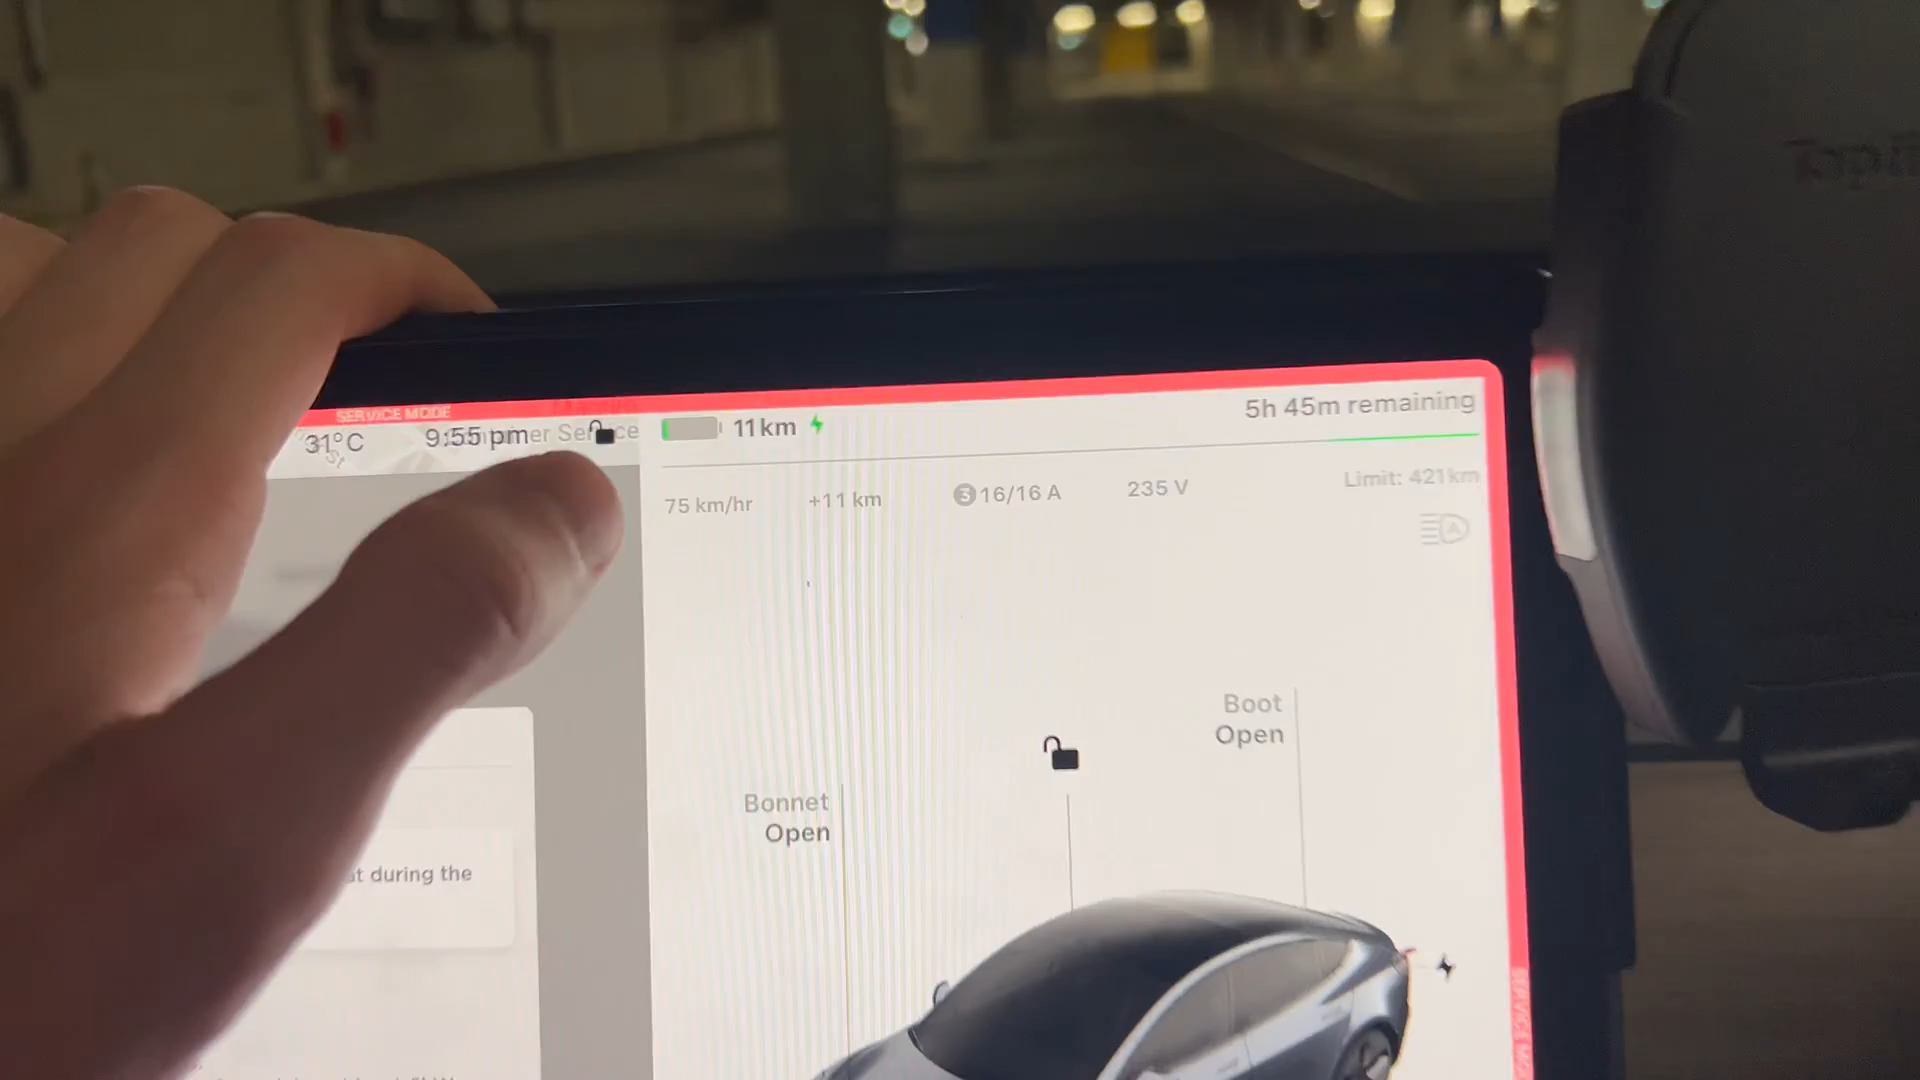 SERVICE MODE
31°C
9:55 pm
11 km
5h 45m remaining
75 km/hr
+11 km
3 16/16 A
235 V
Limit: 421 km
Boot
Open
Bonnet
Open
at during the